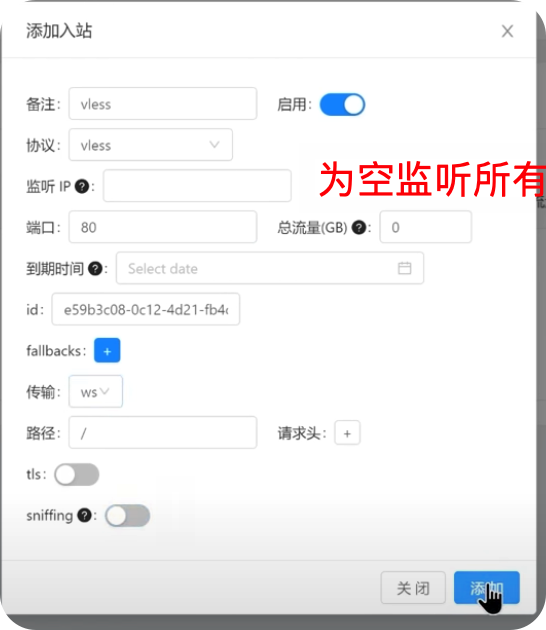 添加入站
备注: vless 启用:
协议: vless
监听 IP ?:
为空监听所有
端口: 80 总流量(GB) ?: 0
到期时间 ?: Select date
id: e59b3c08-0c12-4d21-fb4
fallbacks: +
传输: ws
路径: / 请求头: +
tls:
sniffing ?:
关 闭 添加